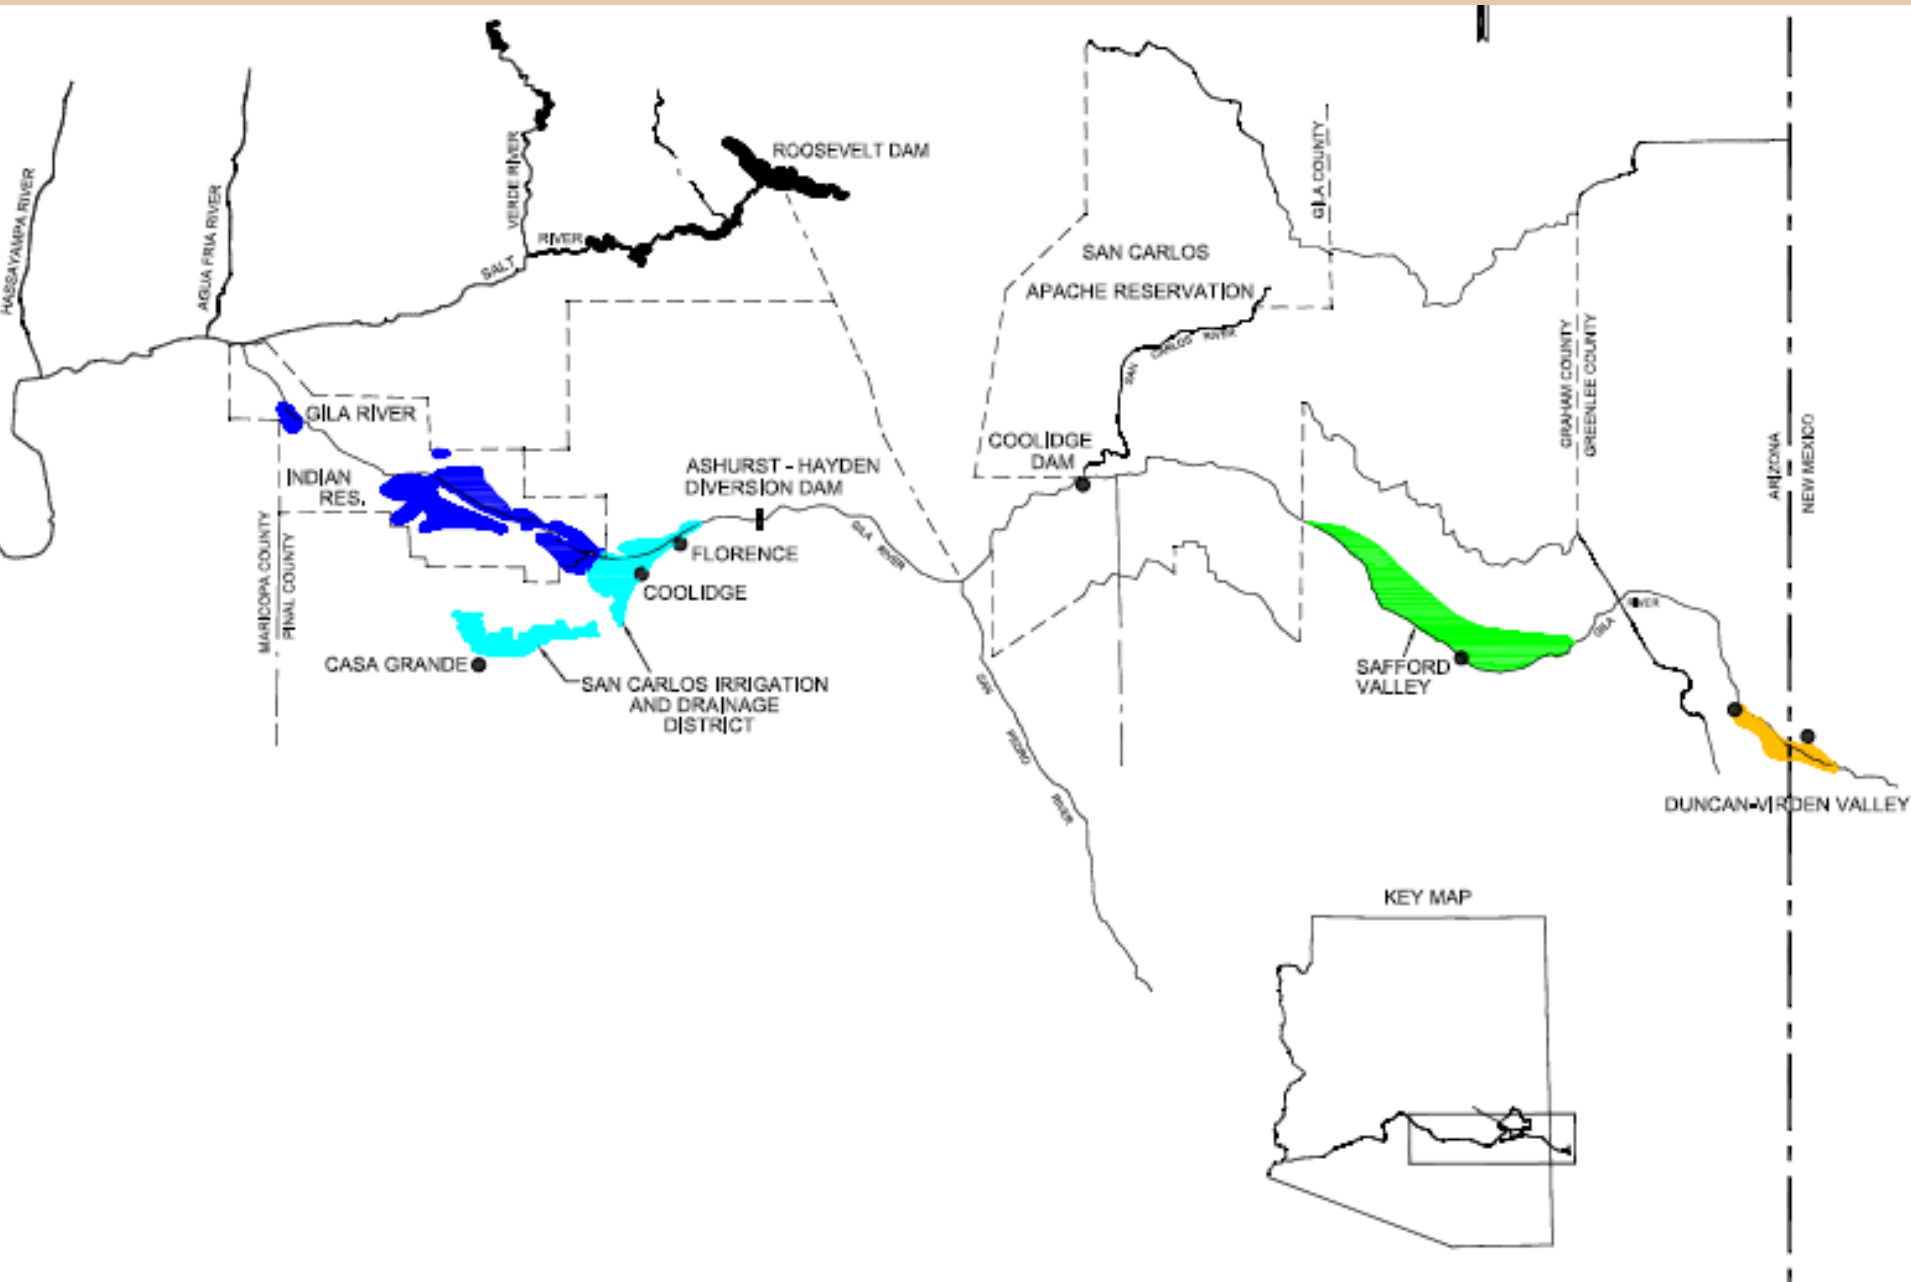 ROOSEVELT DAM
HASSAYAMPA RIVER
AGUA FRIA RIVER
VERDE RIVER
SALT RIVER
GILA COUNTY
SAN CARLOS
APACHE RESERVATION
SAN CARLOS RIVER
GRAHAM COUNTY
GREENLEE COUNTY
ARIZONA
NEW MEXICO
GILA RIVER
INDIAN
RES.
COOLIDGE
DAM
ASHURST - HAYDEN
DIVERSION DAM
GILA RIVER
FLORENCE
COOLIDGE
MARICOPA COUNTY
PINAL COUNTY
CASA GRANDE
SAN CARLOS IRRIGATION
AND DRAINAGE
DISTRICT
SAN PEDRO RIVER
SAFFORD
VALLEY
GILA RIVER
DUNCAN-VIRDEN VALLEY
KEY MAP